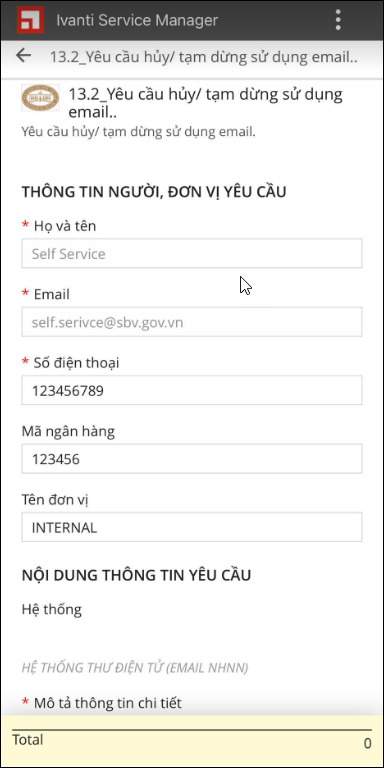 Ivanti Service Manager
13.2_Yêu cầu hủy/ tạm dừng sử dụng email..
13.2_Yêu cầu hủy/ tạm dừng sử dụng
email..
Yêu cầu hủy/ tạm dừng sử dụng email.
THÔNG TIN NGƯỜI, ĐƠN VỊ YÊU CẦU
* Họ và tên
Self Service
* Email
self.serivce@sbv.gov.vn
* Số điện thoại
123456789
Mã ngân hàng
123456
Tên đơn vị
INTERNAL
NỘI DUNG THÔNG TIN YÊU CẦU
Hệ thống
HỆ THỐNG THƯ ĐIỆN TỬ (EMAIL NHNN)
* Mô tả thông tin chi tiết
Total 0